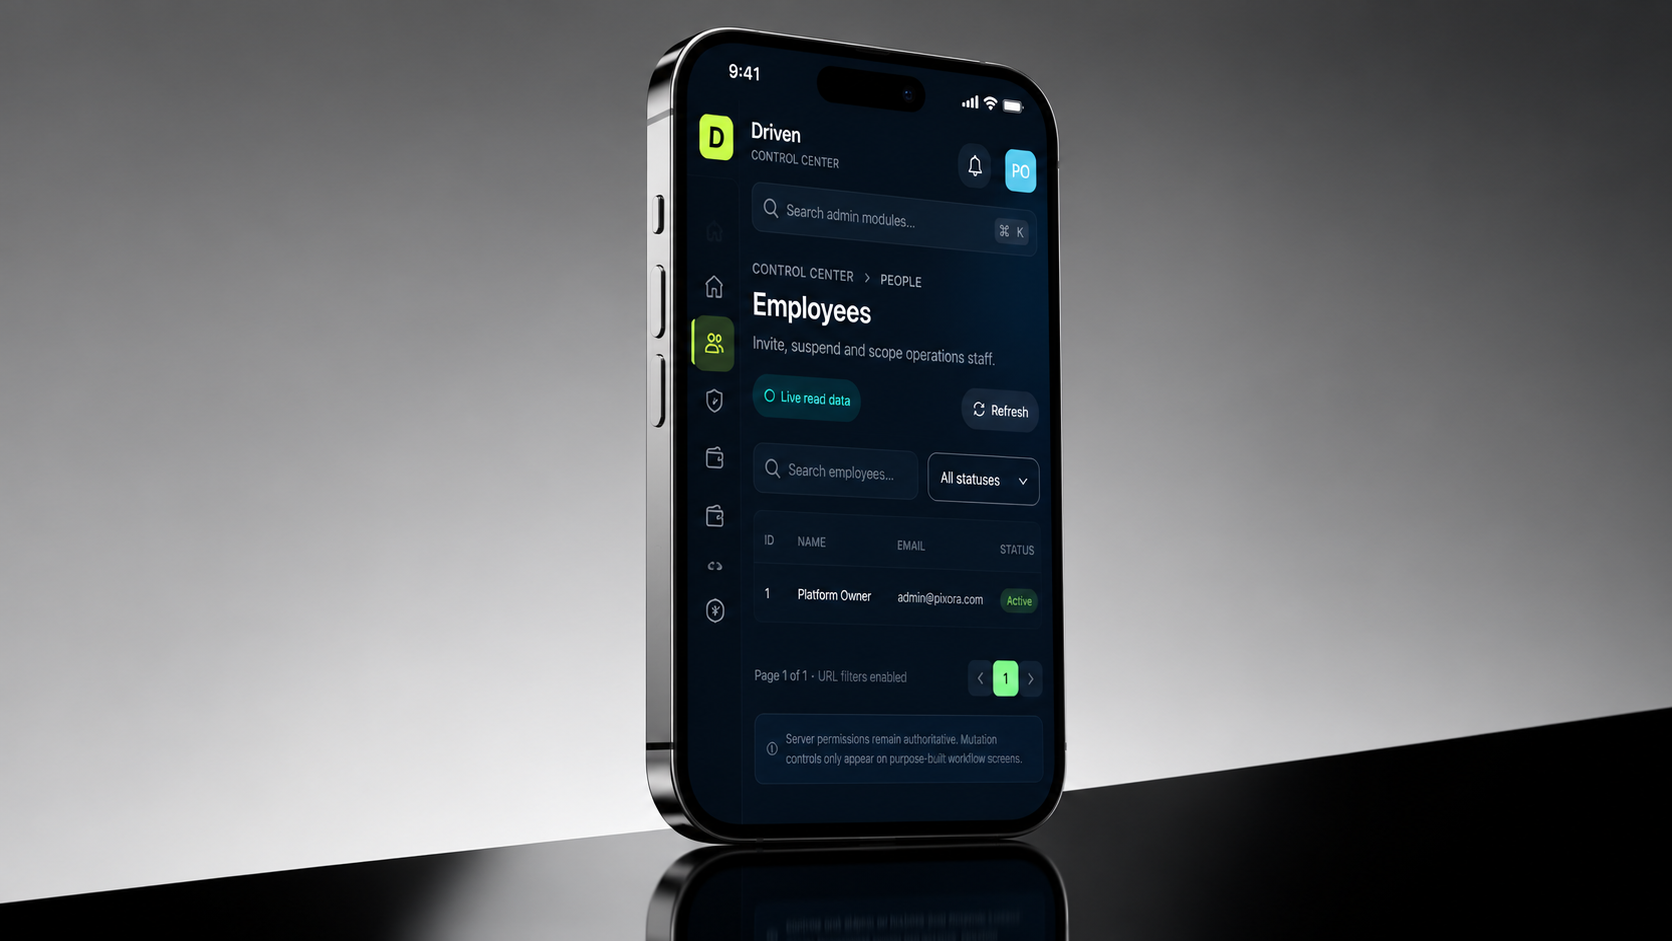 9:41
D
Driven
CONTROL CENTER
PO
Search admin modules...
⌘ K
CONTROL CENTER > PEOPLE
Employees
Invite, suspend and scope operations staff.
Live read data
Refresh
Search employees...
All statuses
ID NAME EMAIL STATUS
1 Platform Owner admin@pixora.com Active
Page 1 of 1 • URL filters enabled
< 1 >
Server permissions remain authoritative. Mutation
controls only appear on purpose-built workflow screens.